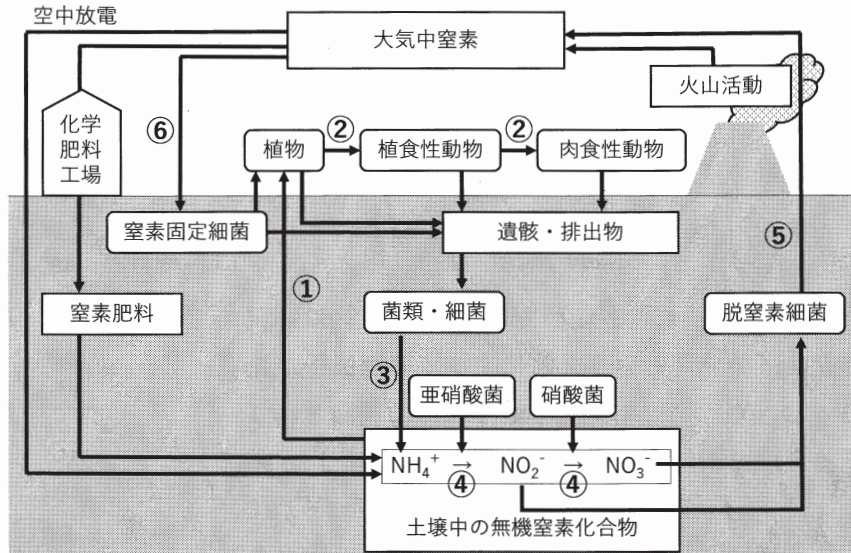 空中放電
大気中窒素
火山活動
化学
肥料
工場
⑥
植物
②
植食性動物
②
肉食性動物
窒素固定細菌
遺骸・排出物
⑤
①
窒素肥料
菌類・細菌
脱窒素細菌
③
亜硝酸菌
硝酸菌
NH₄⁺ → NO₂⁻ → NO₃⁻
④ ④
土壌中の無機窒素化合物